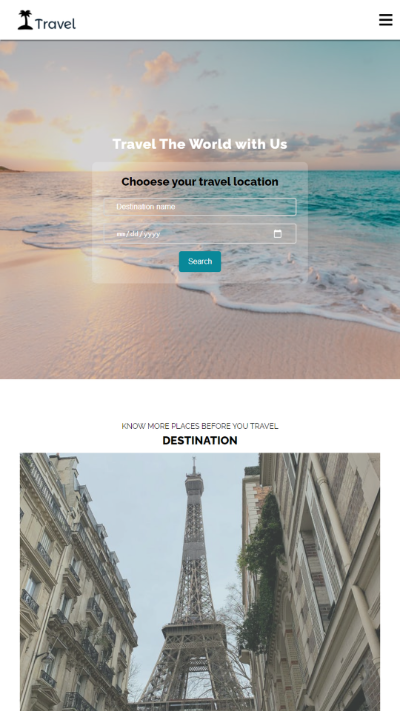 Travel
Travel The World with Us
Chooese your travel location
Destination name
mm/dd/yyyy
Search
KNOW MORE PLACES BEFORE YOU TRAVEL
DESTINATION